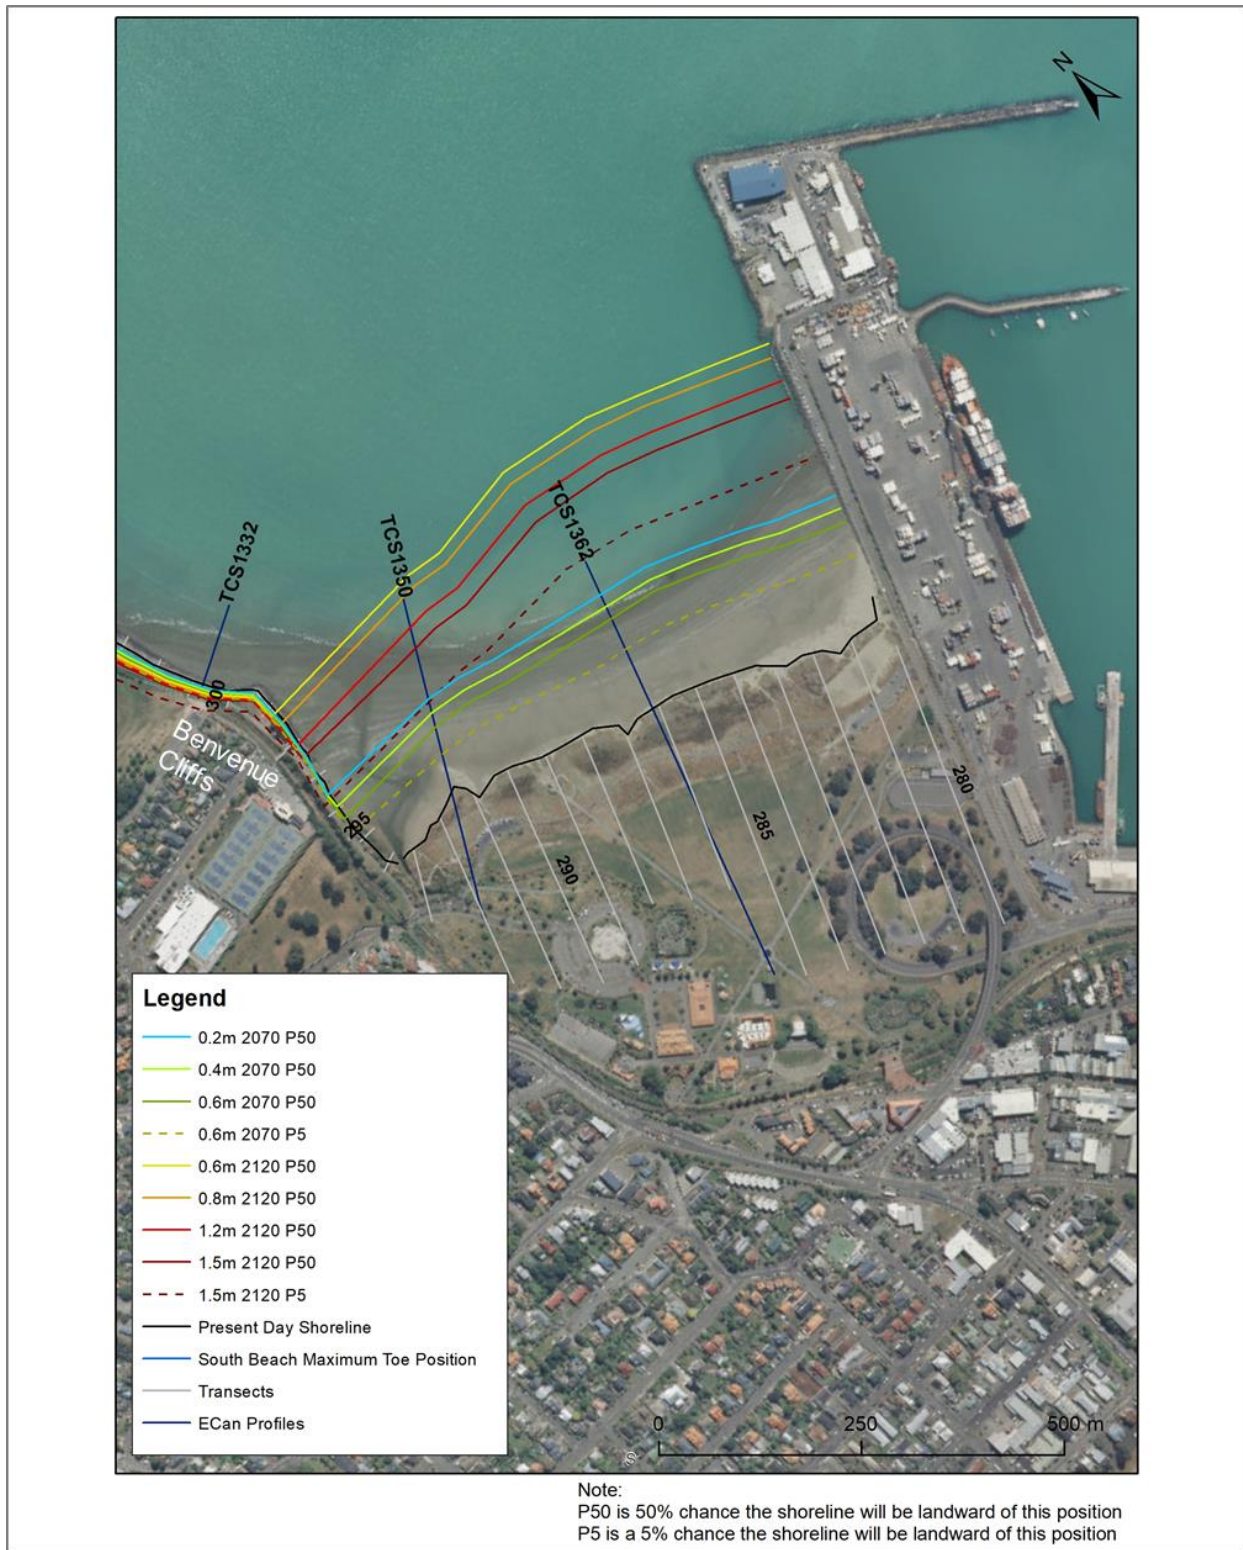 N
TCS1332
TCS1350
TCS1362
300
Benvenue
Cliffs
295
290
285
280
Legend
0.2m 2070 P50
0.4m 2070 P50
0.6m 2070 P50
0.6m 2070 P5
0.6m 2120 P50
0.8m 2120 P50
1.2m 2120 P50
1.5m 2120 P50
1.5m 2120 P5
Present Day Shoreline
South Beach Maximum Toe Position
Transects
ECan Profiles
0 250 500 m
Note:
P50 is 50% chance the shoreline will be landward of this position
P5 is a 5% chance the shoreline will be landward of this position